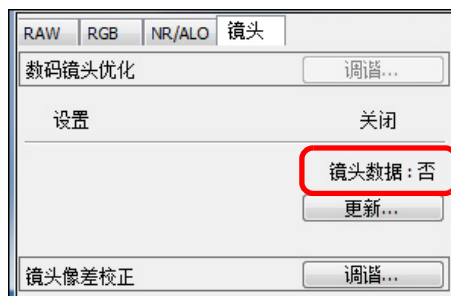 RAW RGB NR/ALO 镜头
数码镜头优化 调谐...
设置 关闭
镜头数据:否
更新...
镜头像差校正 调谐...